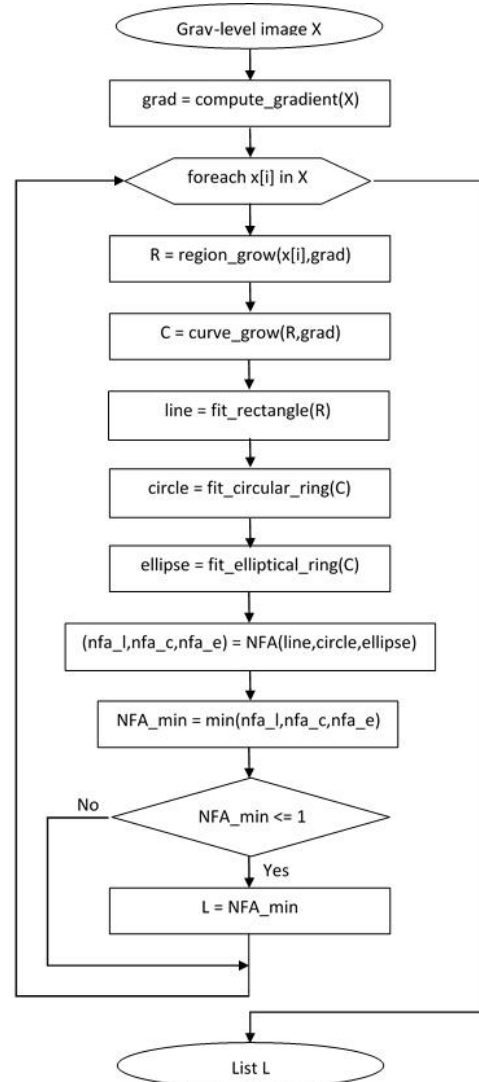 Gray-level image X
grad = compute_gradient(X)
foreach x[i] in X
R = region_grow(x[i],grad)
C = curve_grow(R,grad)
line = fit_rectangle(R)
circle = fit_circular_ring(C)
ellipse = fit_elliptical_ring(C)
(nfa_l,nfa_c,nfa_e) = NFA(line,circle,ellipse)
NFA_min = min(nfa_l,nfa_c,nfa_e)
No
NFA_min <= 1
Yes
L = NFA_min
List L